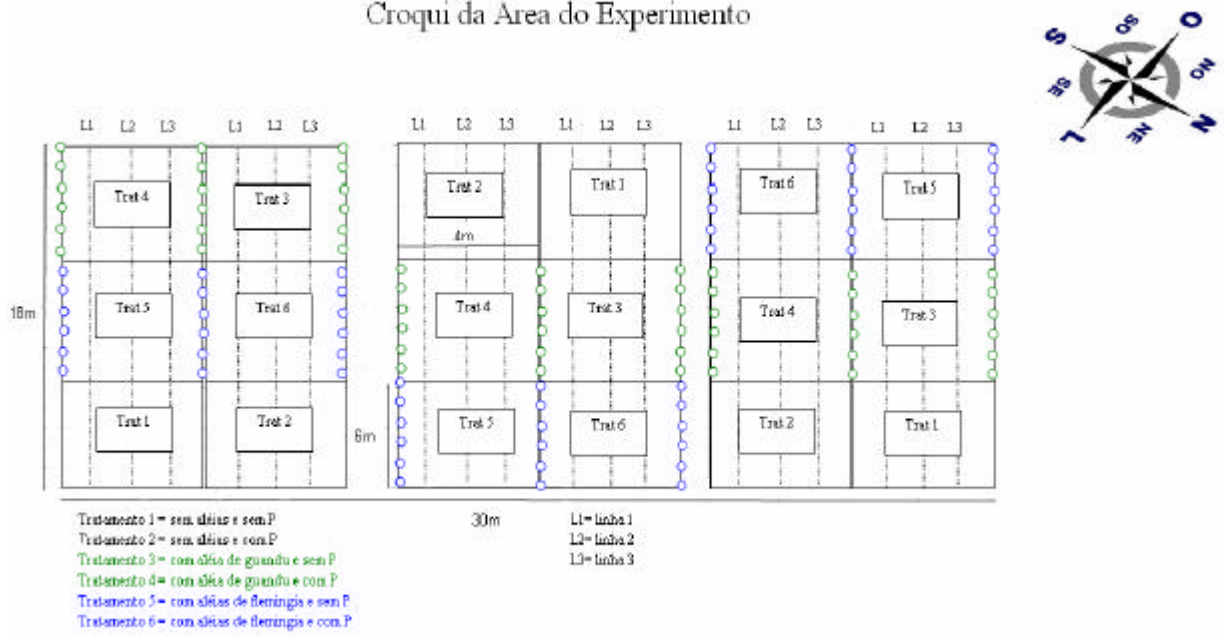 Croqui da Area do Experimento
S SO O
SE NO
L NE N
L1 L2 L3 L1 L2 L3 L1 L2 L3 L1 L2 L3 L1 L2 L3 L1 L2 L3
Trat 4 Trat 3 Trat 2 Trat 1 Trat 6 Trat 5
4m
18m Trat 5 Trat 6 Trat 4 Trat 3 Trat 4 Trat 3
Trat 1 Trat 2 6m Trat 5 Trat 6 Trat 2 Trat 1
30m
Tratamento 1 = sem aléias e sem P
Tratamento 2 = sem aléias e com P
Tratamento 3 = com aléia de guandu e sem P
Tratamento 4 = com aléia de guandu e com P
Tratamento 5 = com aléias de flemingia e sem P
Tratamento 6 = com aléias de flemingia e com P
L1= linha 1
L2= linha 2
L3= linha 3